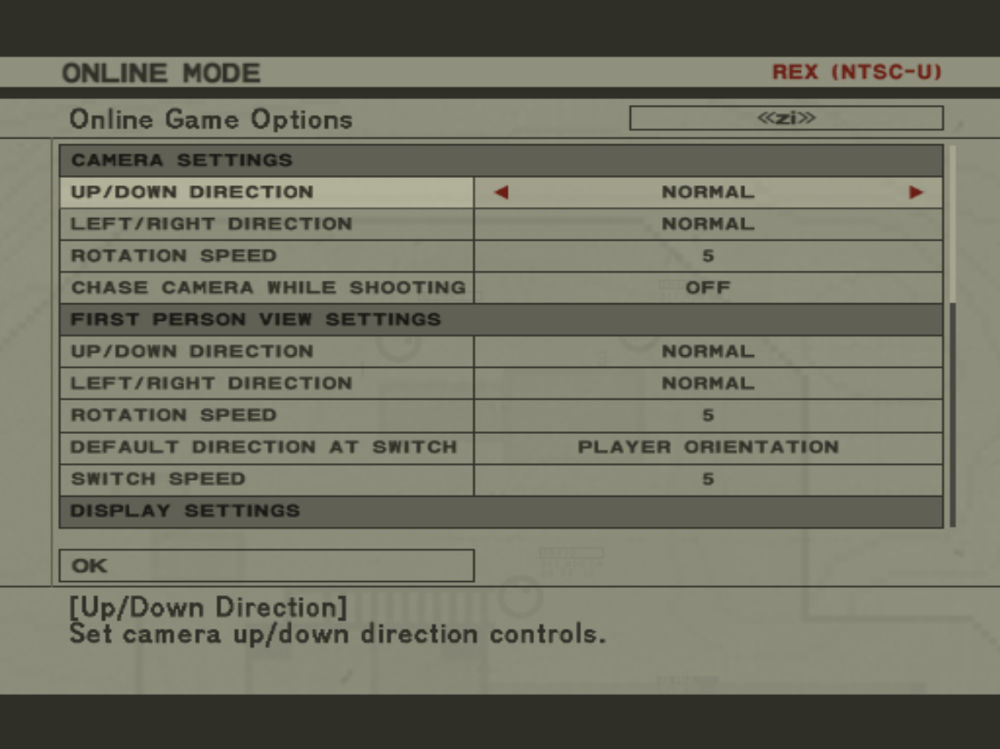 ONLINE MODE
REX (NTSC-U)
Online Game Options
≪zi≫
CAMERA SETTINGS
UP/DOWN DIRECTION ◀ NORMAL ▶
LEFT/RIGHT DIRECTION NORMAL
ROTATION SPEED 5
CHASE CAMERA WHILE SHOOTING OFF
FIRST PERSON VIEW SETTINGS
UP/DOWN DIRECTION NORMAL
LEFT/RIGHT DIRECTION NORMAL
ROTATION SPEED 5
DEFAULT DIRECTION AT SWITCH PLAYER ORIENTATION
SWITCH SPEED 5
DISPLAY SETTINGS
OK
[Up/Down Direction]
Set camera up/down direction controls.